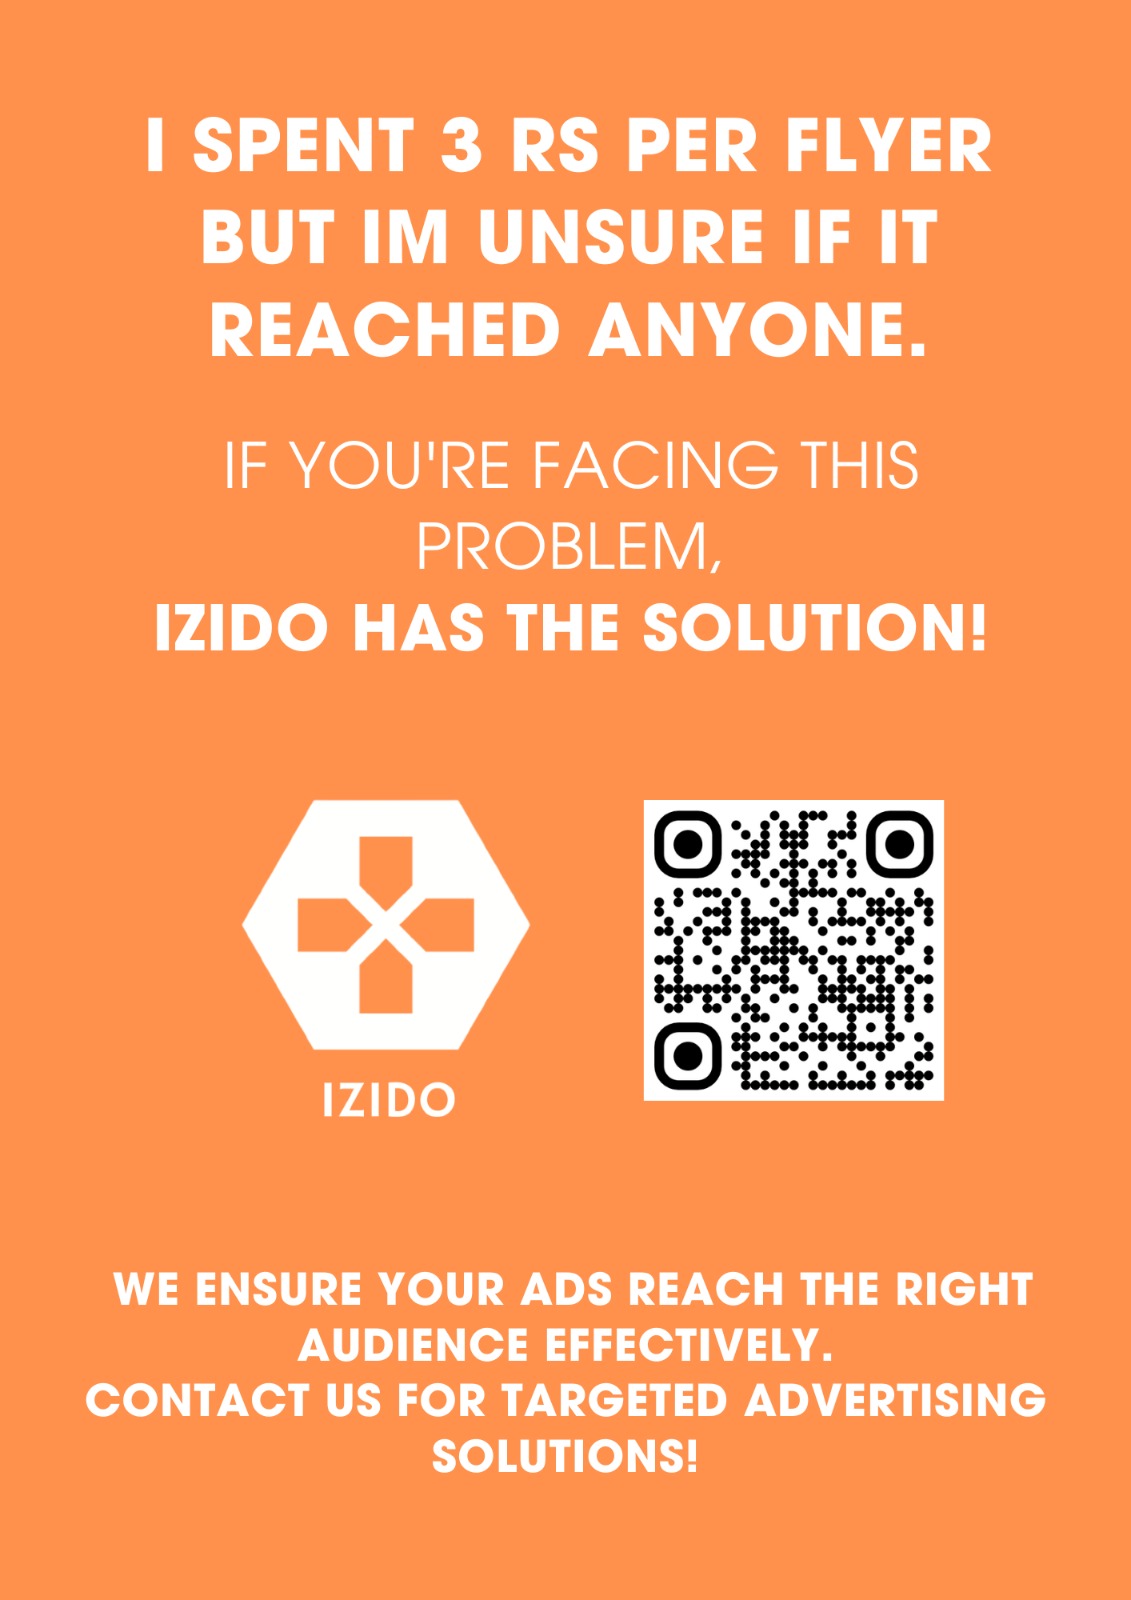 I SPENT 3 RS PER FLYER
BUT IM UNSURE IF IT
REACHED ANYONE.
IF YOU'RE FACING THIS
PROBLEM,
IZIDO HAS THE SOLUTION!
IZIDO
WE ENSURE YOUR ADS REACH THE RIGHT
AUDIENCE EFFECTIVELY.
CONTACT US FOR TARGETED ADVERTISING
SOLUTIONS!